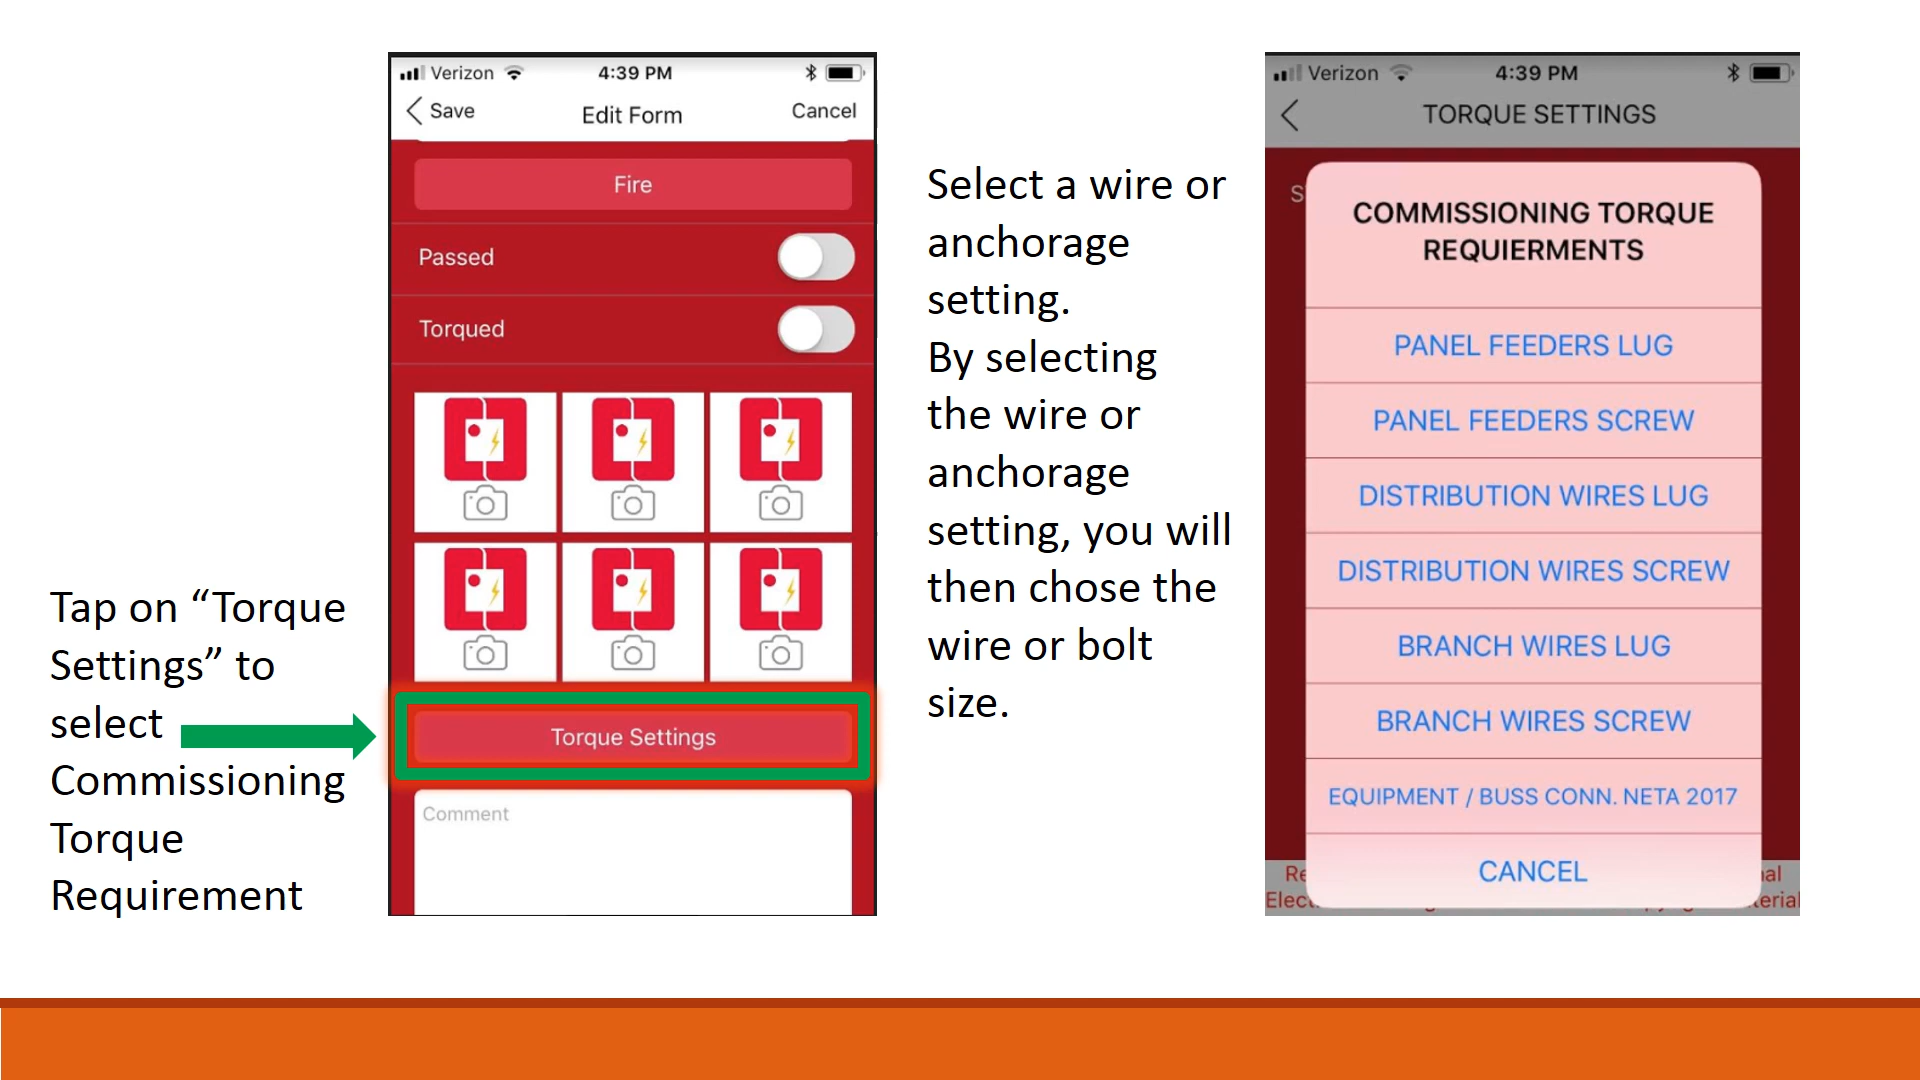 Tap on “Torque
Settings” to
select
Commissioning
Torque
Requirement
Verizon
4:39 PM
Save
Edit Form
Cancel
Fire
Passed
Torqued
Torque Settings
Comment
Select a wire or
anchorage
setting.
By selecting
the wire or
anchorage
setting, you will
then chose the
wire or bolt
size.
Verizon
4:39 PM
TORQUE SETTINGS
COMMISSIONING TORQUE
REQUIERMENTS
PANEL FEEDERS LUG
PANEL FEEDERS SCREW
DISTRIBUTION WIRES LUG
DISTRIBUTION WIRES SCREW
BRANCH WIRES LUG
BRANCH WIRES SCREW
EQUIPMENT / BUSS CONN. NETA 2017
CANCEL